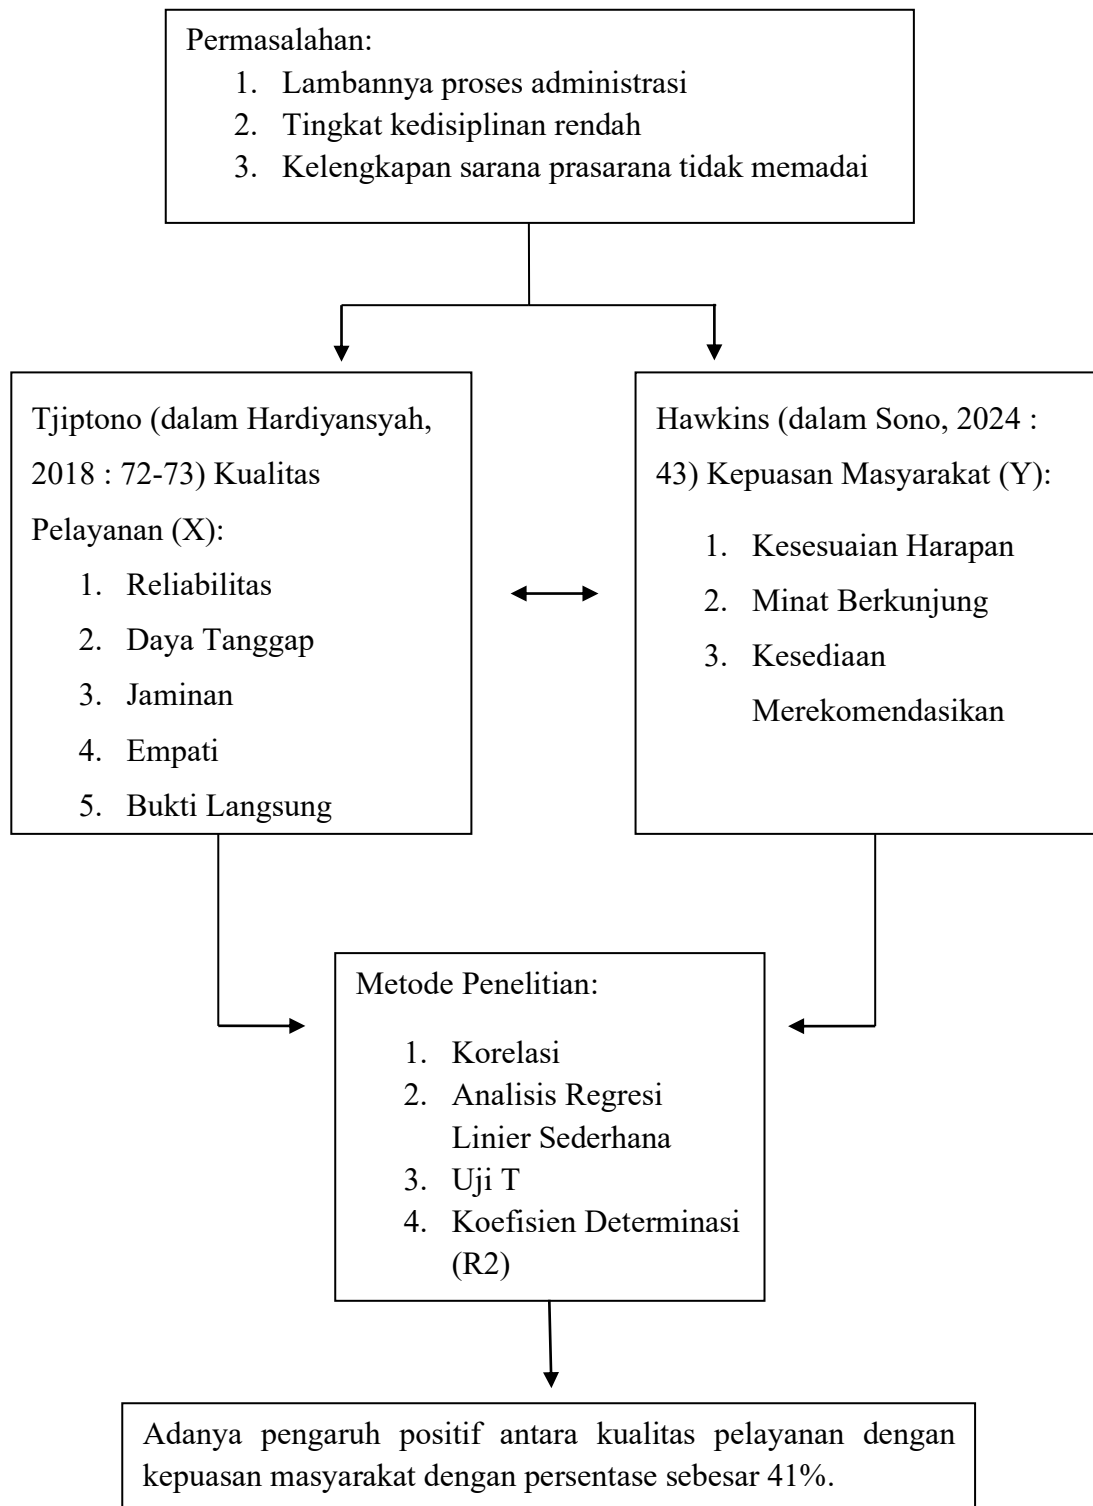 Permasalahan:
1. Lambannya proses administrasi
2. Tingkat kedisiplinan rendah
3. Kelengkapan sarana prasarana tidak memadai
Tjiptono (dalam Hardiyansyah,
2018 : 72-73) Kualitas
Pelayanan (X):
1. Reliabilitas
2. Daya Tanggap
3. Jaminan
4. Empati
5. Bukti Langsung
Hawkins (dalam Sono, 2024 :
43) Kepuasan Masyarakat (Y):
1. Kesesuaian Harapan
2. Minat Berkunjung
3. Kesediaan
Merekomendasikan
Metode Penelitian:
1. Korelasi
2. Analisis Regresi
Linier Sederhana
3. Uji T
4. Koefisien Determinasi
(R2)
Adanya pengaruh positif antara kualitas pelayanan dengan
kepuasan masyarakat dengan persentase sebesar 41%.